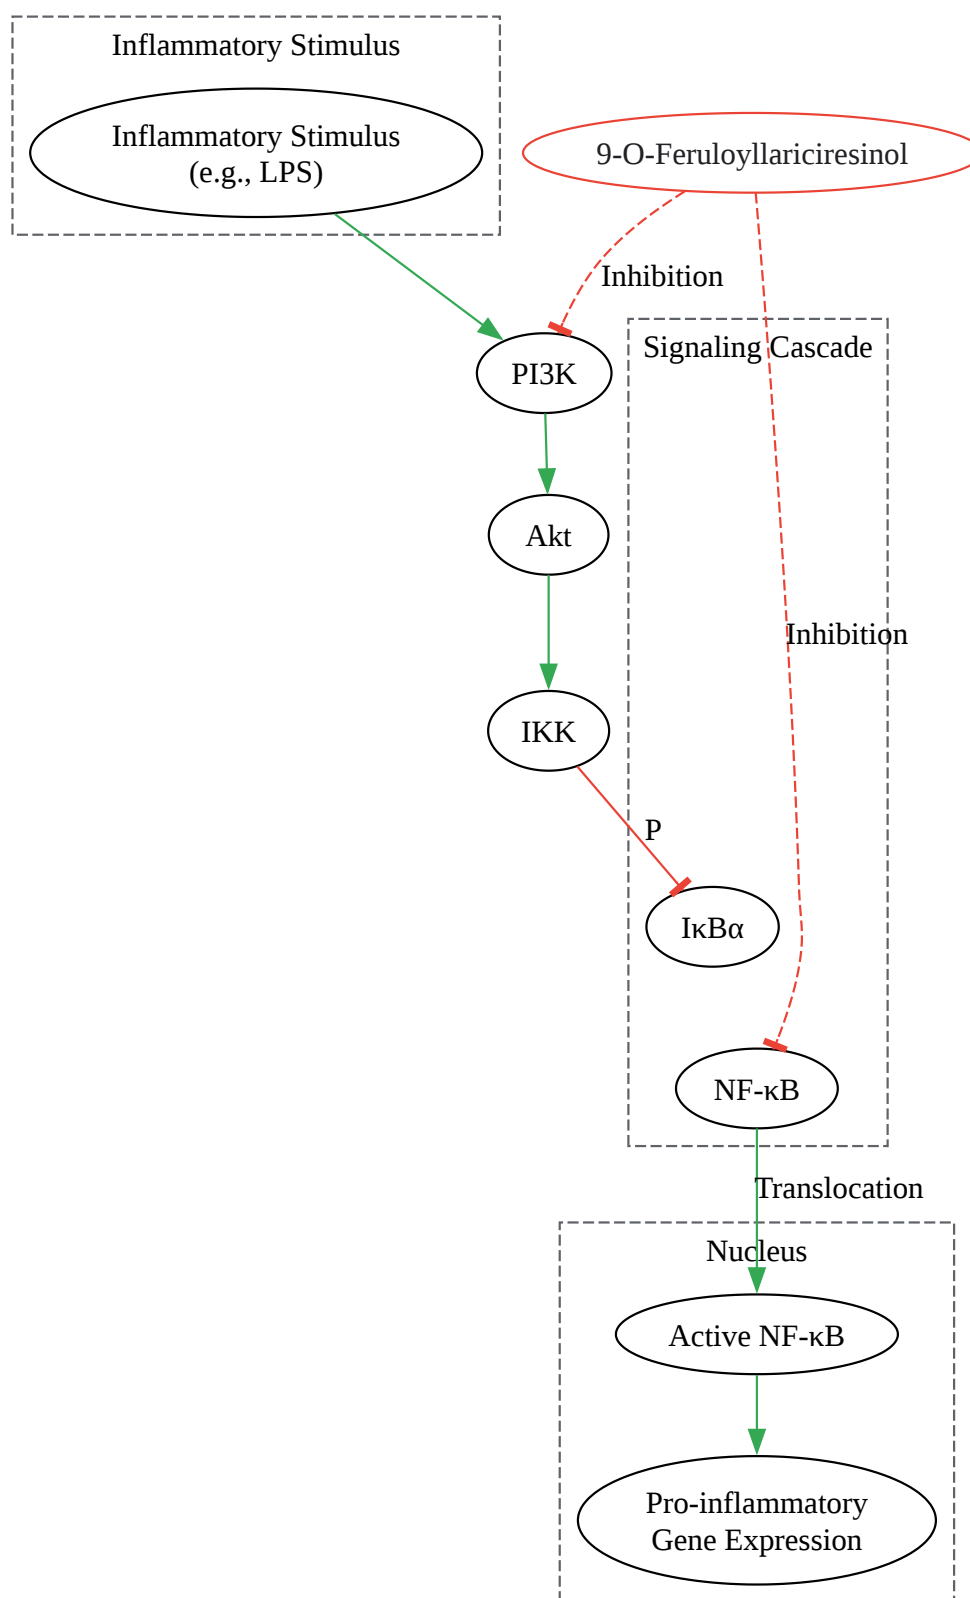 Inflammatory Stimulus
Inflammatory Stimulus
(e.g., LPS)
9-O-Feruloyllariciresinol
Inhibition
Signaling Cascade
PI3K
Akt
Inhibition
IKK
P
IκBα
NF-κB
Translocation
Nucleus
Active NF-κB
Pro-inflammatory
Gene Expression